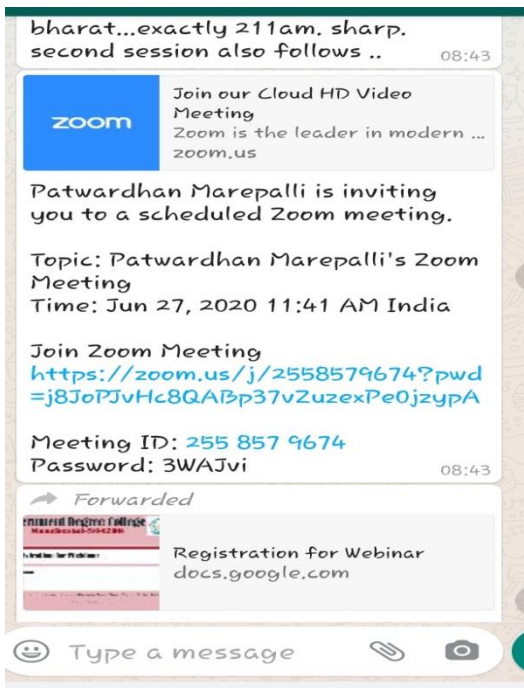 bharat...exactly 211am. sharp.
second session also follows ..
08:43
zoom
Join our Cloud HD Video
Meeting
Zoom is the leader in modern ...
zoom.us
Patwardhan Marepalli is inviting
you to a scheduled Zoom meeting.
Topic: Patwardhan Marepalli's Zoom
Meeting
Time: Jun 27, 2020 11:41 AM India
Join Zoom Meeting
https://zoom.us/j/2558579674?pwd
=j8JoPJvHc8QABp37vZuzexPe0jzypA
Meeting ID: 255 857 9674
Password: 3WAJvi
08:43
Forwarded
Degree College
Registration for Webinar
docs.google.com
Type a message